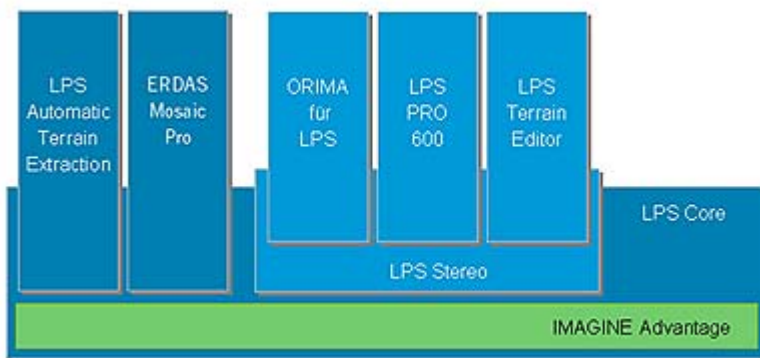 LPS
Automatic
Terrain
Extraction
ERDAS
Mosaic
Pro
ORIMA
für
LPS
LPS
PRO
600
LPS
Terrain
Editor
LPS Core
LPS Stereo
IMAGINE Advantage